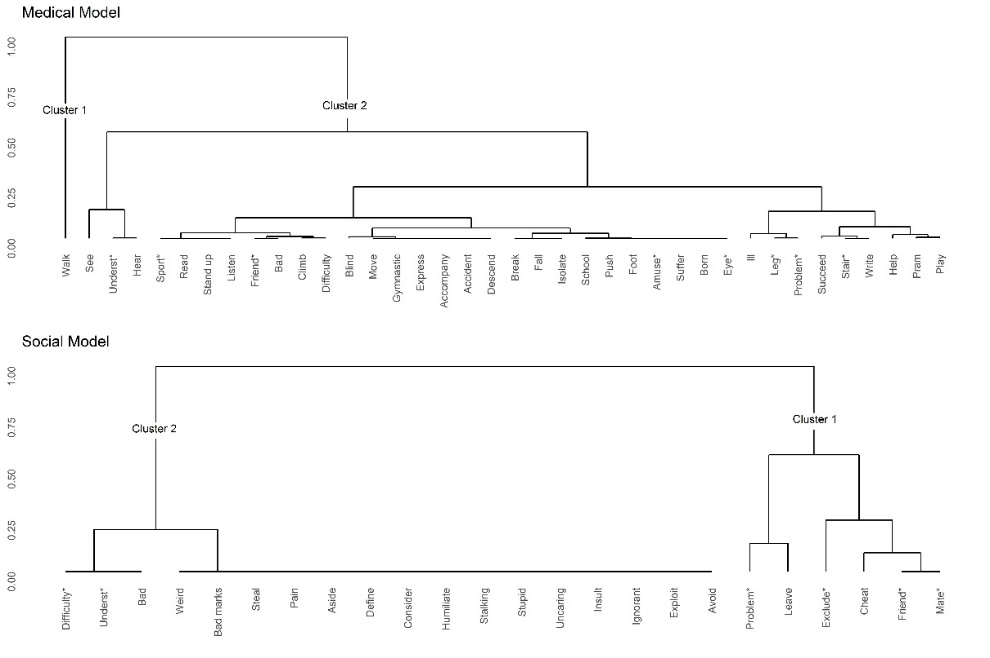 Medical Model
1.00
0.75
0.50
0.25
0.00
Cluster 1
Cluster 2
Walk
See
Underst*
Hear
Sport*
Read
Stand up
Listen
Friend*
Bad
Climb
Difficulty
Blind
Move
Gymnastic
Express
Accompany
Accident
Descend
Break
Fall
Isolate
School
Push
Foot
Amuse*
Suffer
Born
Eye*
Ill
Leg*
Problem*
Succeed
Stair*
Write
Help
Pram
Play
Social Model
1.00
0.75
0.50
0.25
0.00
Cluster 2
Cluster 1
Difficulty*
Underst*
Bad
Weird
Bad marks
Steal
Pain
Aside
Define
Consider
Humiliate
Stalking
Stupid
Uncaring
Insult
Ignorant
Exploit
Avoid
Problem*
Leave
Exclude*
Cheat
Friend*
Mate*